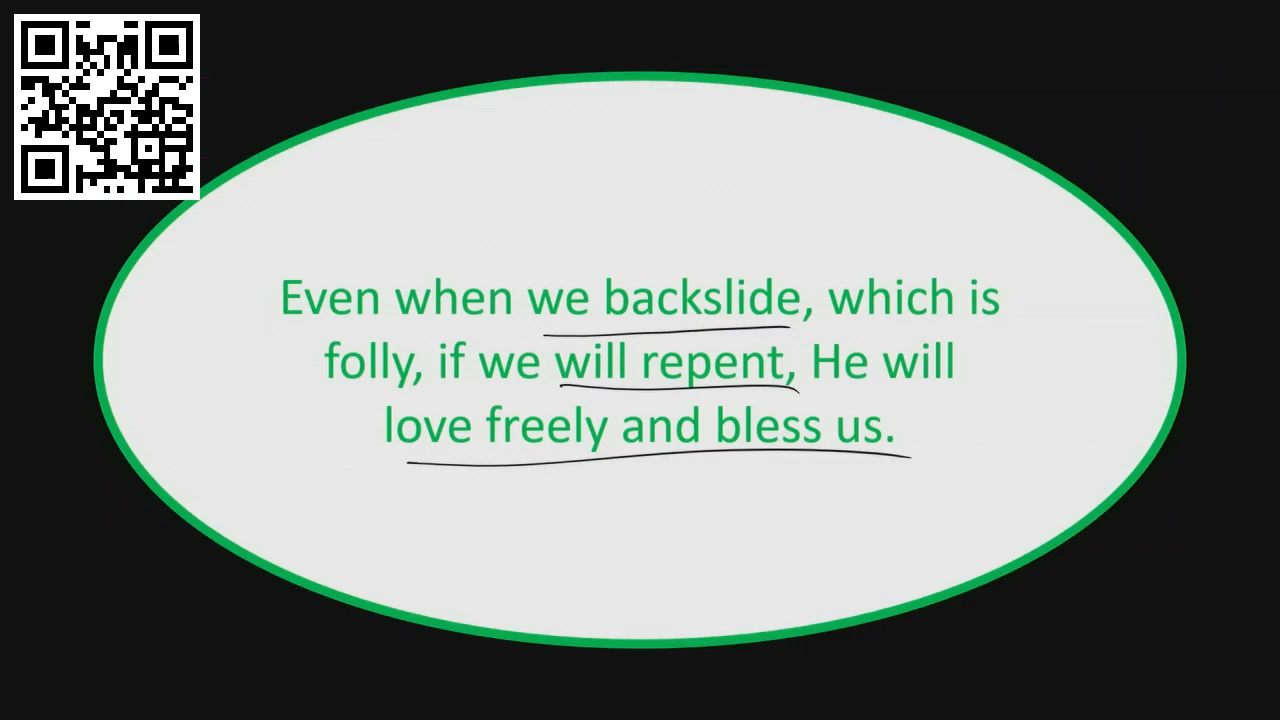 Even when we backslide, which is
folly, if we will repent, He will
love freely and bless us.